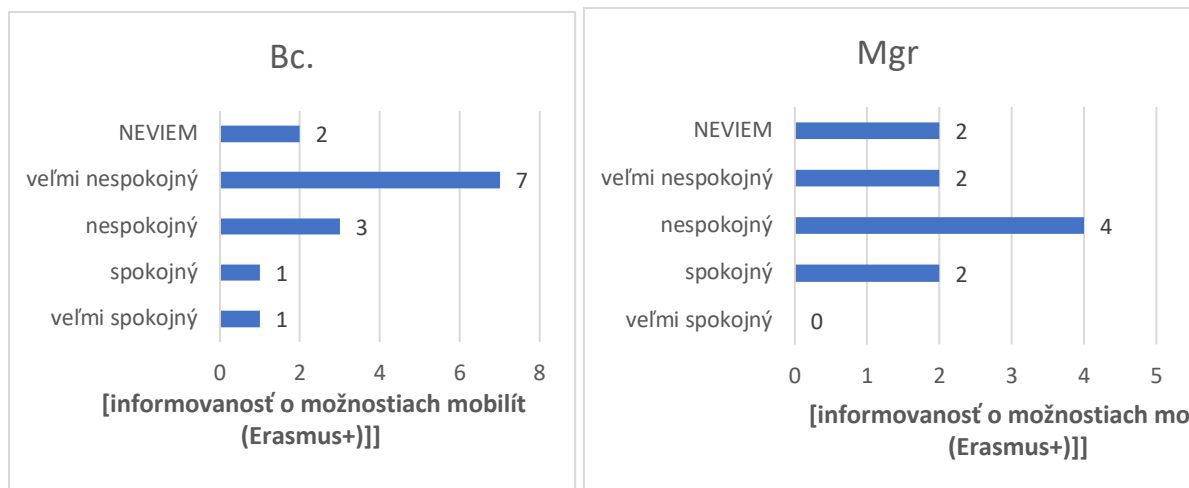 Bc.
NEVIEM
2
veľmi nespokojný
7
nespokojný
3
spokojný
1
veľmi spokojný
1
0 2 4 6 8
[informovanosť o možnostiach mobilít
(Erasmus+)]]
Mgr
NEVIEM
2
veľmi nespokojný
2
nespokojný
4
spokojný
2
veľmi spokojný
0
0 1 2 3 4 5
[informovanosť o možnostiach mo
(Erasmus+)]]